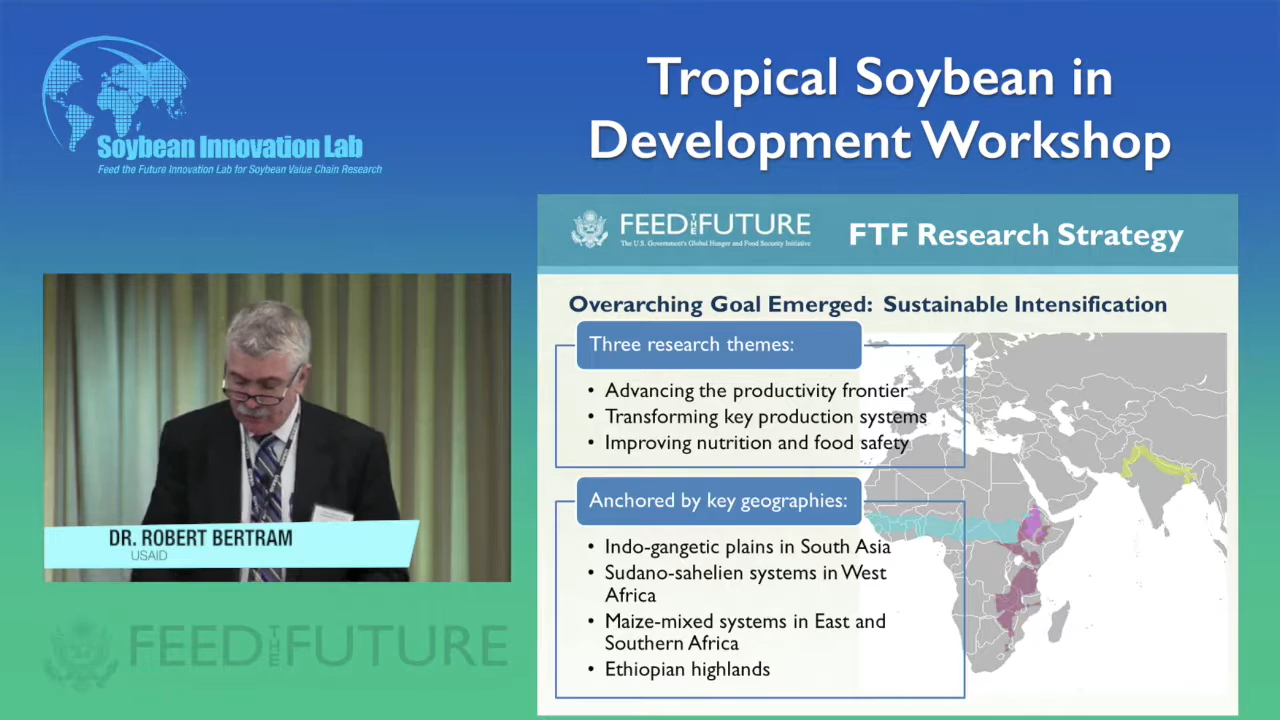 Soybean Innovation Lab
Feed the Future Innovation Lab for Soybean Value Chain Research
Tropical Soybean in
Development Workshop
FEED THE FUTURE
The U.S. Government's Global Hunger and Food Security Initiative
FTF Research Strategy
Overarching Goal Emerged: Sustainable Intensification
Three research themes:
• Advancing the productivity frontier
• Transforming key production systems
• Improving nutrition and food safety
Anchored by key geographies:
• Indo-gangetic plains in South Asia
• Sudano-sahelien systems in West
Africa
• Maize-mixed systems in East and
Southern Africa
• Ethiopian highlands
DR. ROBERT BERTRAM
USAID
FEED THE FUTURE